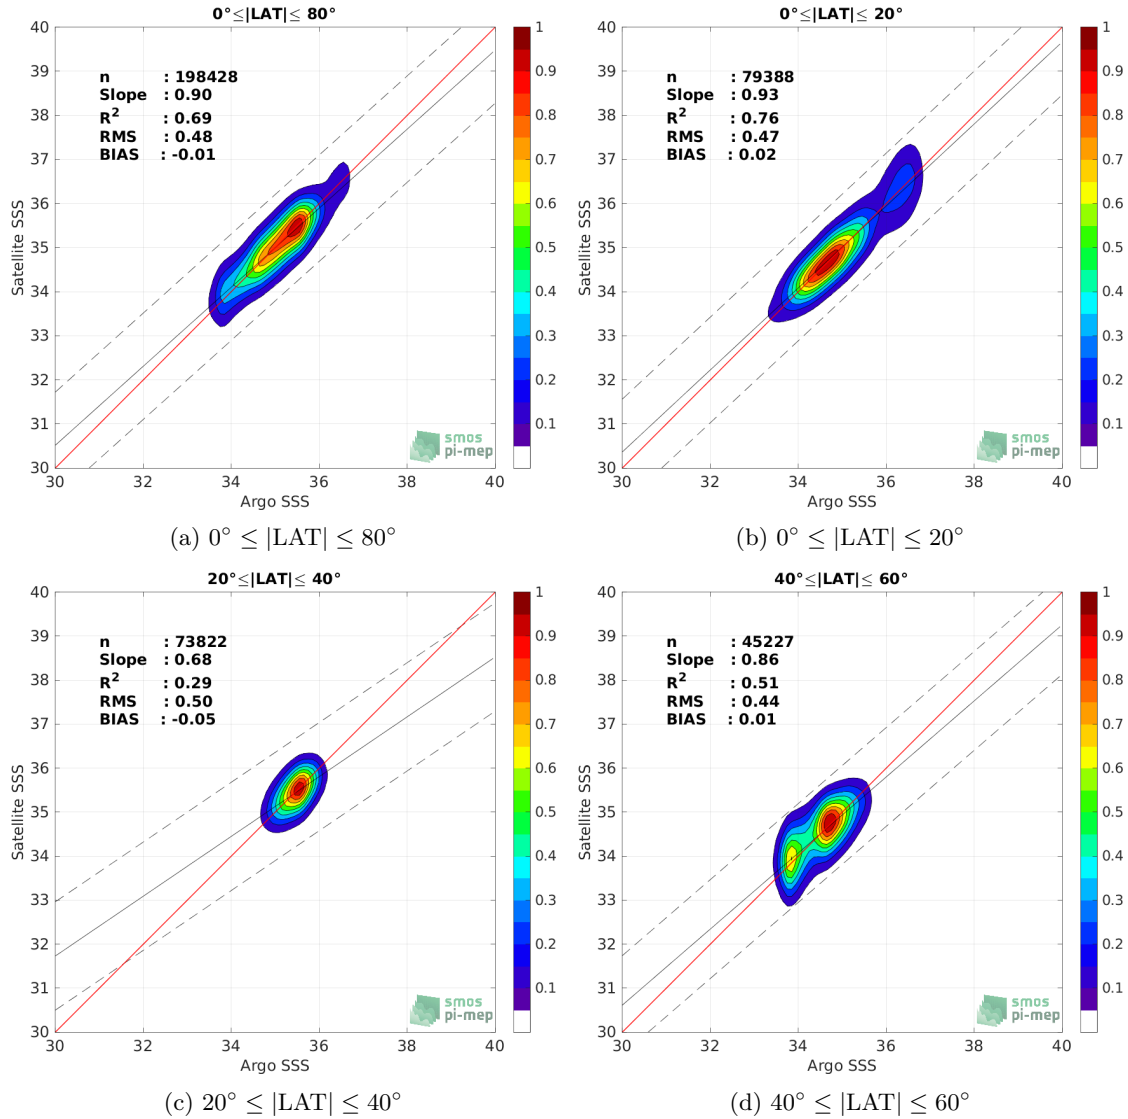 0°≤|LAT|≤ 80°
40
39
38
37
36
35
34
33
32
31
30
Satellite SSS
n : 198428
Slope : 0.90
R² : 0.69
RMS : 0.48
BIAS : -0.01
smos
pi-mep
30 32 34 36 38 40
Argo SSS
1
0.9
0.8
0.7
0.6
0.5
0.4
0.3
0.2
0.1
(a) 0° ≤ |LAT| ≤ 80°
0°≤|LAT|≤ 20°
40
39
38
37
36
35
34
33
32
31
30
Satellite SSS
n : 79388
Slope : 0.93
R² : 0.76
RMS : 0.47
BIAS : 0.02
smos
pi-mep
30 32 34 36 38 40
Argo SSS
1
0.9
0.8
0.7
0.6
0.5
0.4
0.3
0.2
0.1
(b) 0° ≤ |LAT| ≤ 20°
20°≤|LAT|≤ 40°
40
39
38
37
36
35
34
33
32
31
30
Satellite SSS
n : 73822
Slope : 0.68
R² : 0.29
RMS : 0.50
BIAS : -0.05
smos
pi-mep
30 32 34 36 38 40
Argo SSS
1
0.9
0.8
0.7
0.6
0.5
0.4
0.3
0.2
0.1
(c) 20° ≤ |LAT| ≤ 40°
40°≤|LAT|≤ 60°
40
39
38
37
36
35
34
33
32
31
30
Satellite SSS
n : 45227
Slope : 0.86
R² : 0.51
RMS : 0.44
BIAS : 0.01
smos
pi-mep
30 32 34 36 38 40
Argo SSS
1
0.9
0.8
0.7
0.6
0.5
0.4
0.3
0.2
0.1
(d) 40° ≤ |LAT| ≤ 60°